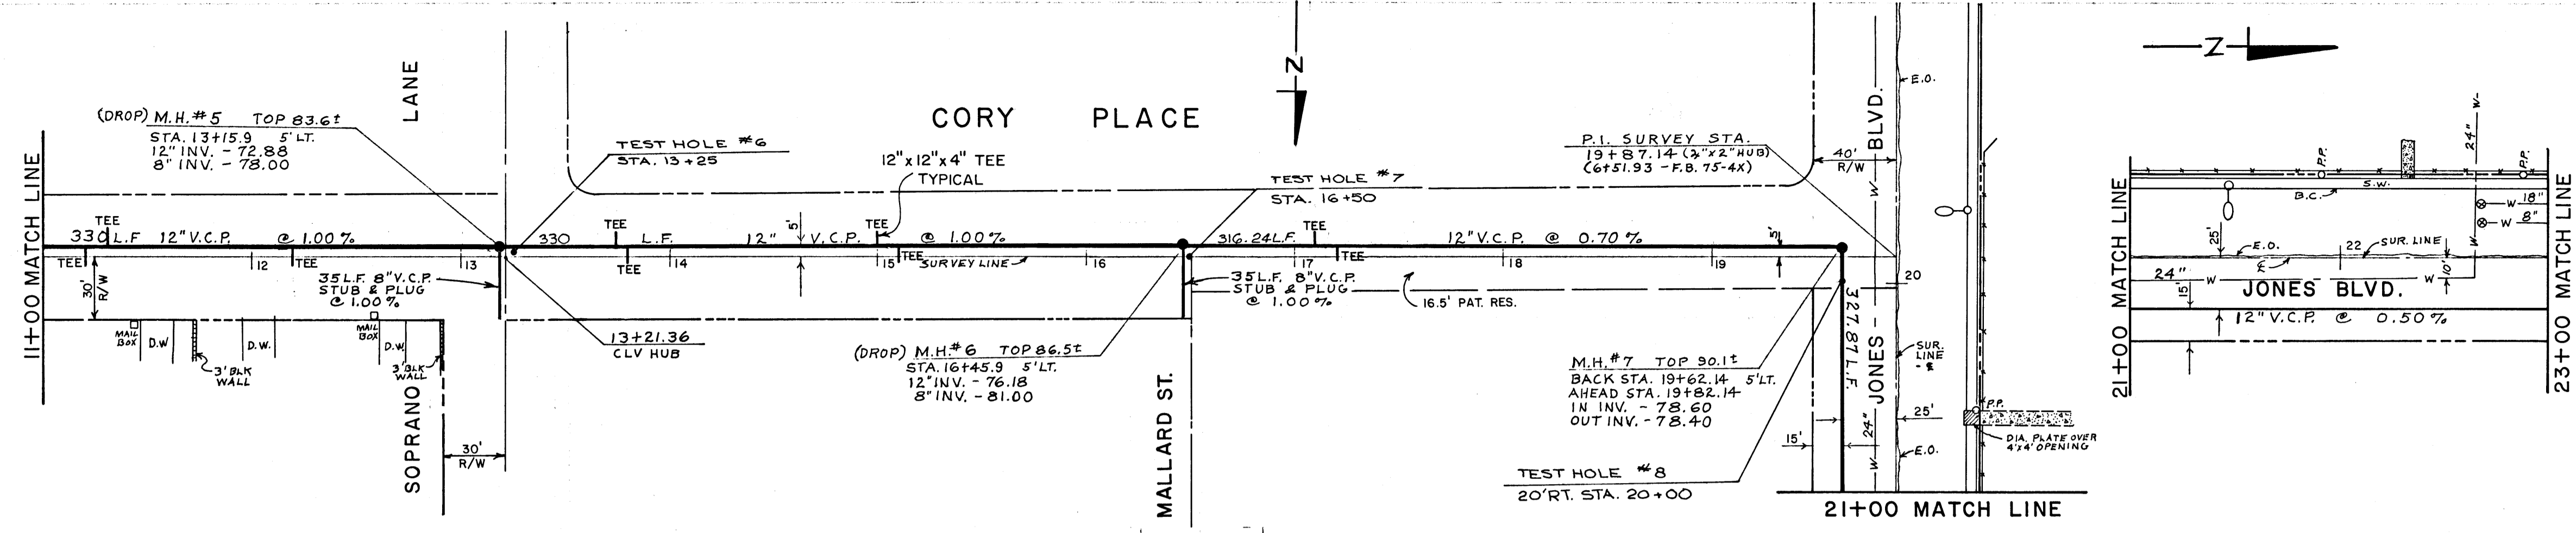 11+00 MATCH LINE
(DROP) M.H. #5 TOP 83.6±
STA. 13+15.9 5' LT.
12" INV. - 72.88
8" INV. - 78.00
LANE
TEE
330 L.F 12" V.C.P. @ 1.00%
TEE
12
TEE
13
30'
R/W
35 L.F. 8" V.C.P.
STUB & PLUG
@ 1.00%
MAIL
BOX
D.W
3' BLK
WALL
D.W.
MAIL
BOX
D.W.
3' BLK
WALL
SOPRANO
30'
R/W
TEST HOLE #6
STA. 13+25
CORY PLACE
12"x12"x4" TEE
TYPICAL
TEE
330 L.F. 12" V.C.P. @ 1.00%
TEE
14
5'
TEE
15
TEE
SURVEY LINE
16
13+21.36
CLV HUB
Z
TEST HOLE #7
STA. 16+50
316.24 L.F. 12" V.C.P. @ 0.70%
TEE
17
TEE
18
19
5'
35 L.F. 8" V.C.P.
STUB & PLUG
@ 1.00%
16.5' PAT. RES.
(DROP) M.H. #6 TOP 86.5±
STA. 16+45.9 5' LT.
12" INV. - 76.18
8" INV. - 81.00
MALLARD ST.
P.I. SURVEY STA.
19+87.14 (2"x2" HUB)
(6+51.93 - F.B. 75-4X)
40'
R/W
W
JONES - BLVD.
E.O.
20
327.87 L.F.
SUR.
LINE
- ℄
M.H. #7 TOP 90.1±
BACK STA. 19+62.14 5' LT.
AHEAD STA. 19+82.14
IN INV. - 78.60
OUT INV. - 78.40
25'
15'
24"
W
E.O.
P.P.
DIA. PLATE OVER
4'x4' OPENING
TEST HOLE #8
20' RT. STA. 20+00
21+00 MATCH LINE
Z
21+00 MATCH LINE
P.P.
24"
W
P.P.
S.W.
B.C.
W 18"
W 8"
25'
E.O.
22
SUR. LINE
℄
W
10'
24" W W W
15'
JONES BLVD.
12" V.C.P. @ 0.50%
23+00 MATCH LINE